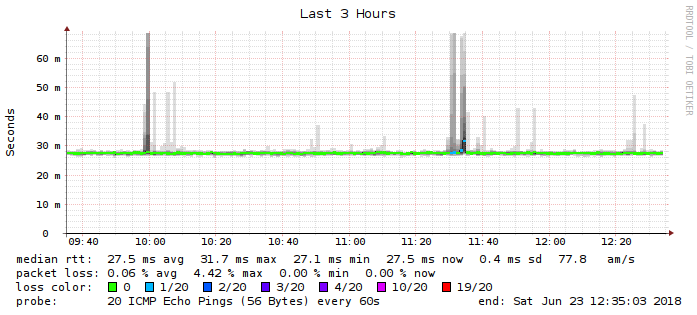 Last 3 Hours
RRDTOOL / TOBI OETIKER
Seconds
60 m
50 m
40 m
30 m
20 m
10 m
0
09:40 10:00 10:20 10:40 11:00 11:20 11:40 12:00 12:20
median rtt: 27.5 ms avg 31.7 ms max 27.1 ms min 27.5 ms now 0.4 ms sd 77.8 am/s
packet loss: 0.06 % avg 4.42 % max 0.00 % min 0.00 % now
loss color: 0 1/20 2/20 3/20 4/20 10/20 19/20
probe: 20 ICMP Echo Pings (56 Bytes) every 60s end: Sat Jun 23 12:35:03 2018